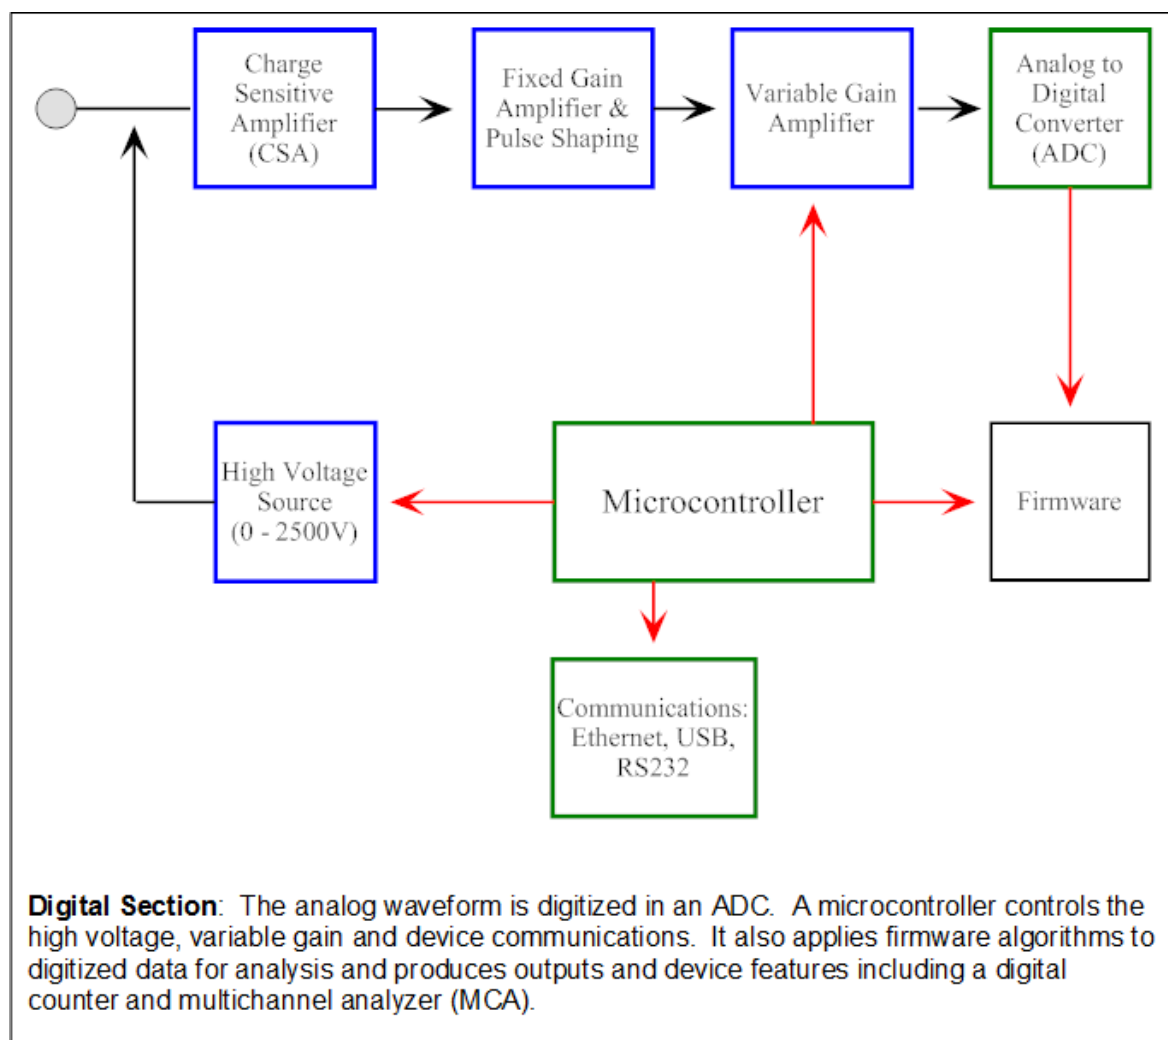 Charge
Sensitive
Amplifier
(CSA)
Fixed Gain
Amplifier &
Pulse Shaping
Variable Gain
Amplifier
Analog to
Digital
Converter
(ADC)
High Voltage
Source
(0 - 2500V)
Microcontroller
Firmware
Communications:
Ethernet, USB,
RS232
Digital Section:  The analog waveform is digitized in an ADC.  A microcontroller controls the
high voltage, variable gain and device communications.  It also applies firmware algorithms to
digitized data for analysis and produces outputs and device features including a digital
counter and multichannel analyzer (MCA).